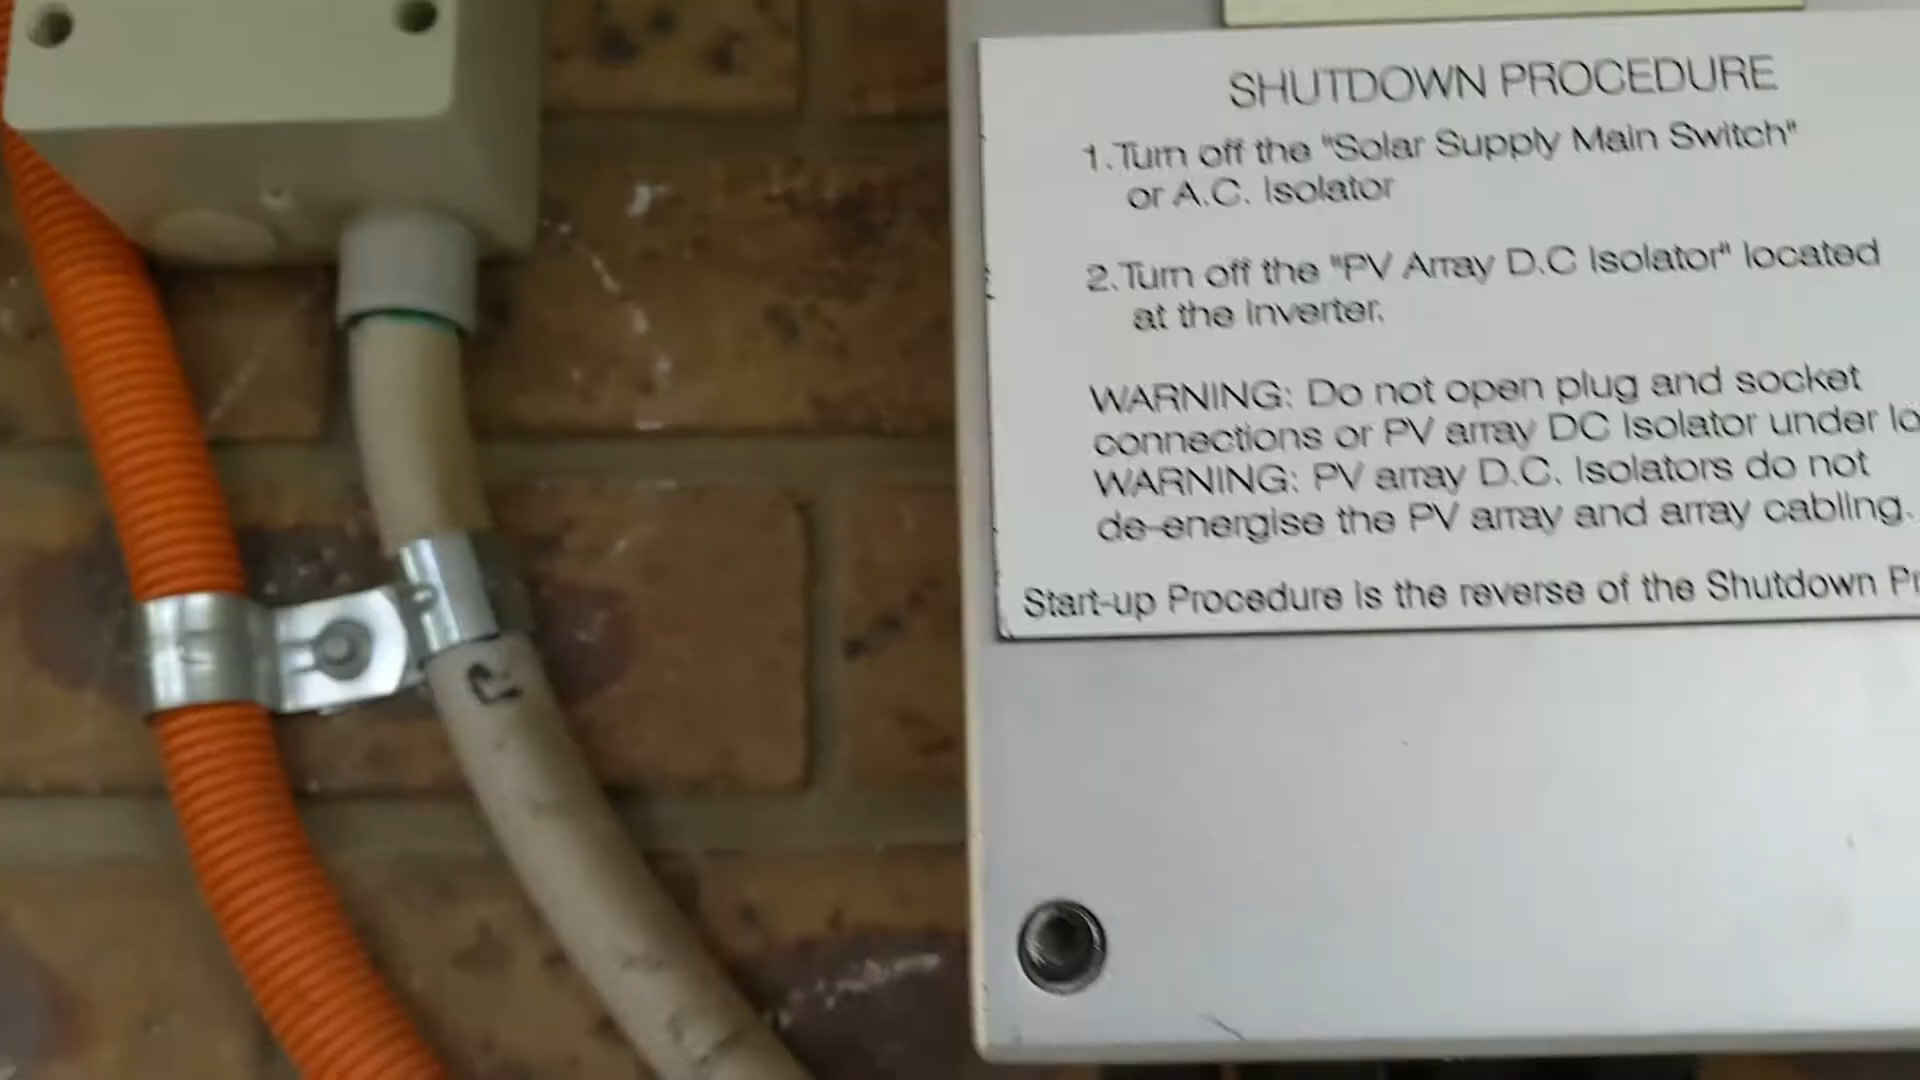 SHUTDOWN PROCEDURE
1.Turn off the "Solar Supply Main Switch"
or A.C. Isolator
2.Turn off the "PV Array D.C Isolator" located
at the inverter.
WARNING: Do not open plug and socket
connections or PV array DC Isolator under
WARNING: PV array D.C. Isolators do not
de-energise the PV array and array cabling.
Start-up Procedure is the reverse of the Shutdown